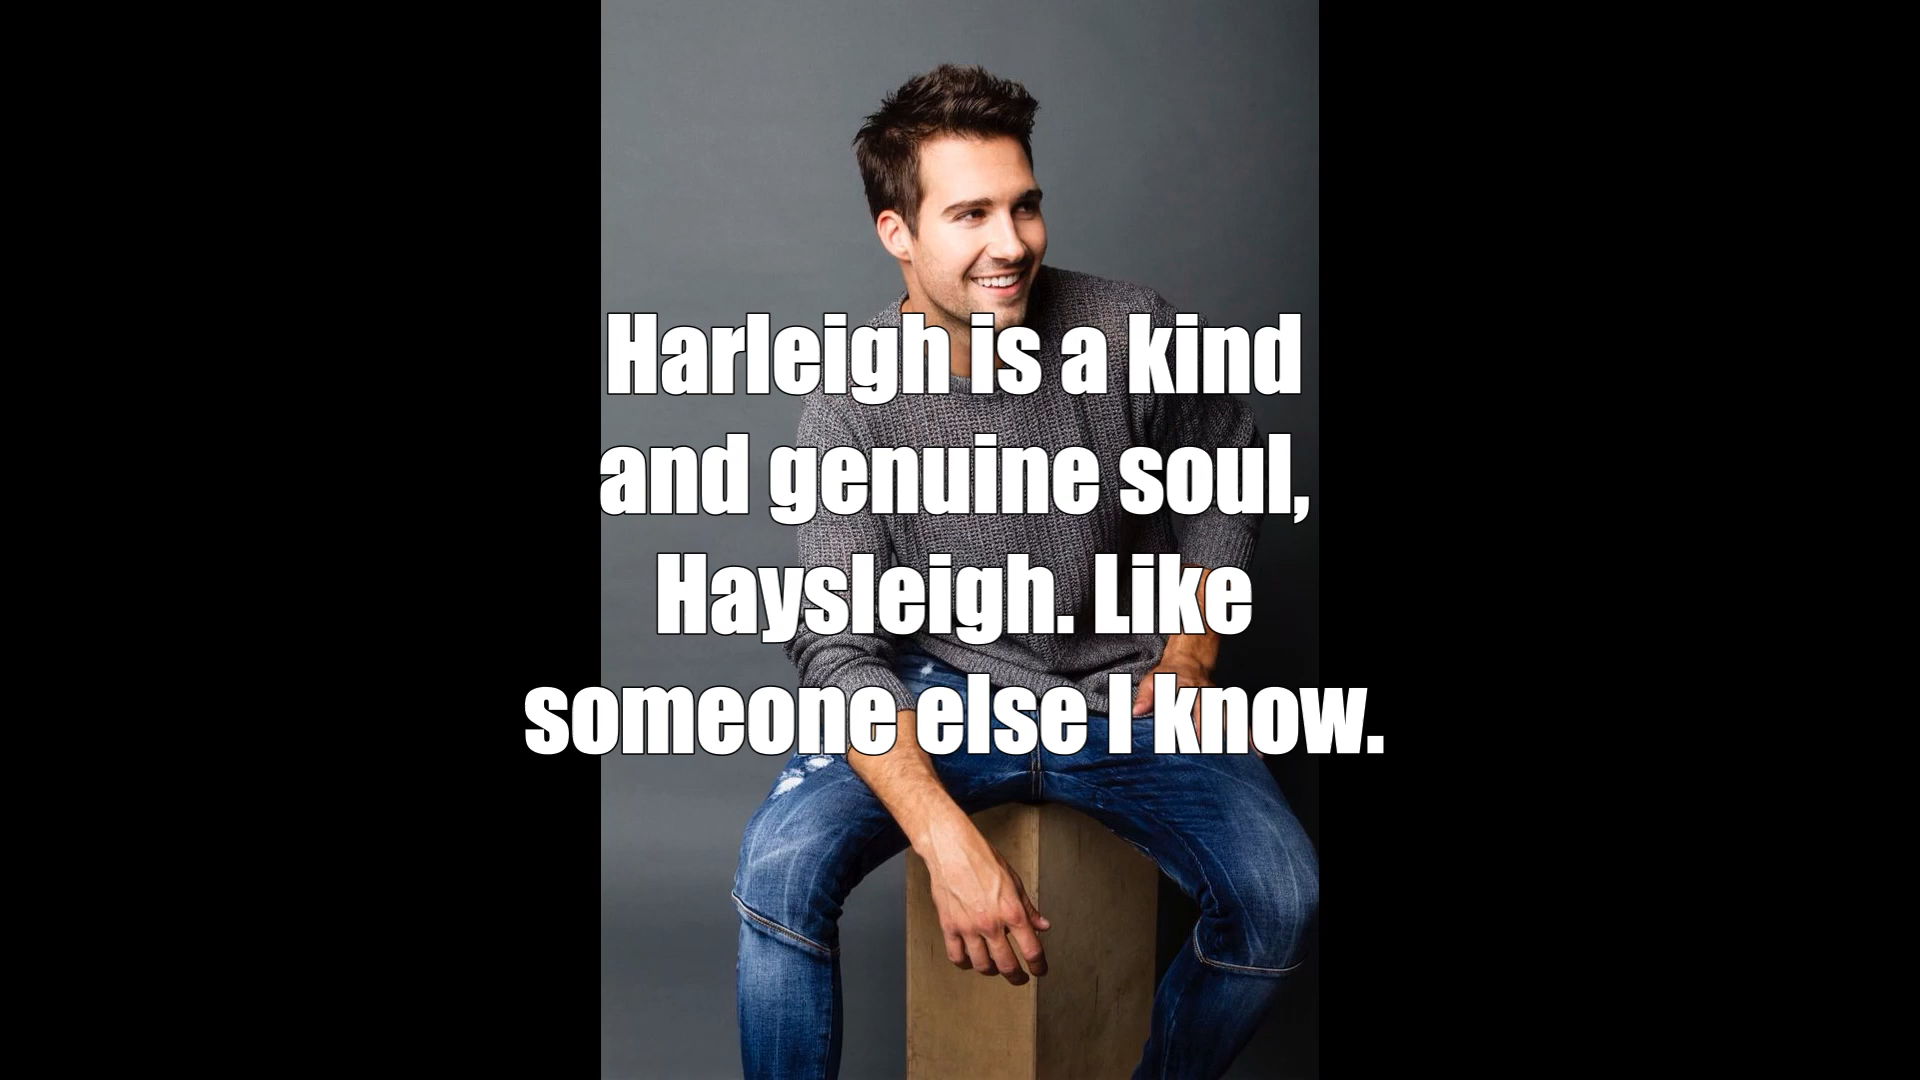 Harleigh is a kind
and genuine soul,
Haysleigh. Like
someone else I know.